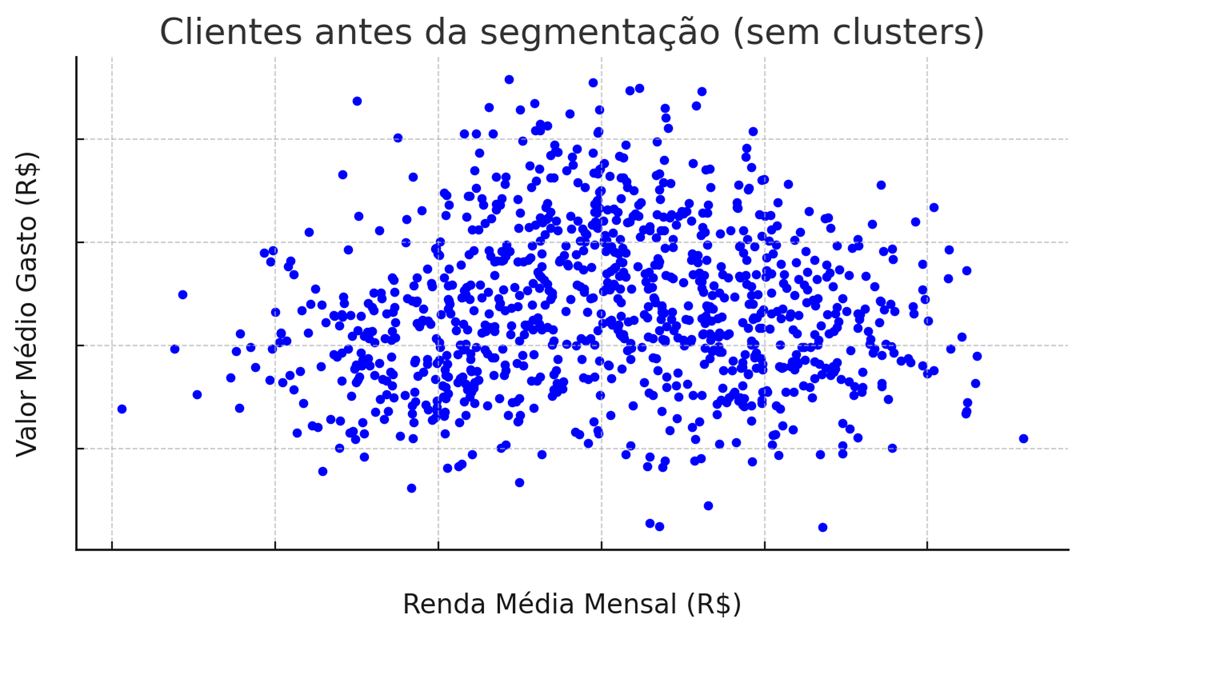 Clientes antes da segmentação (sem clusters)
Valor Médio Gasto (R$)
Renda Média Mensal (R$)